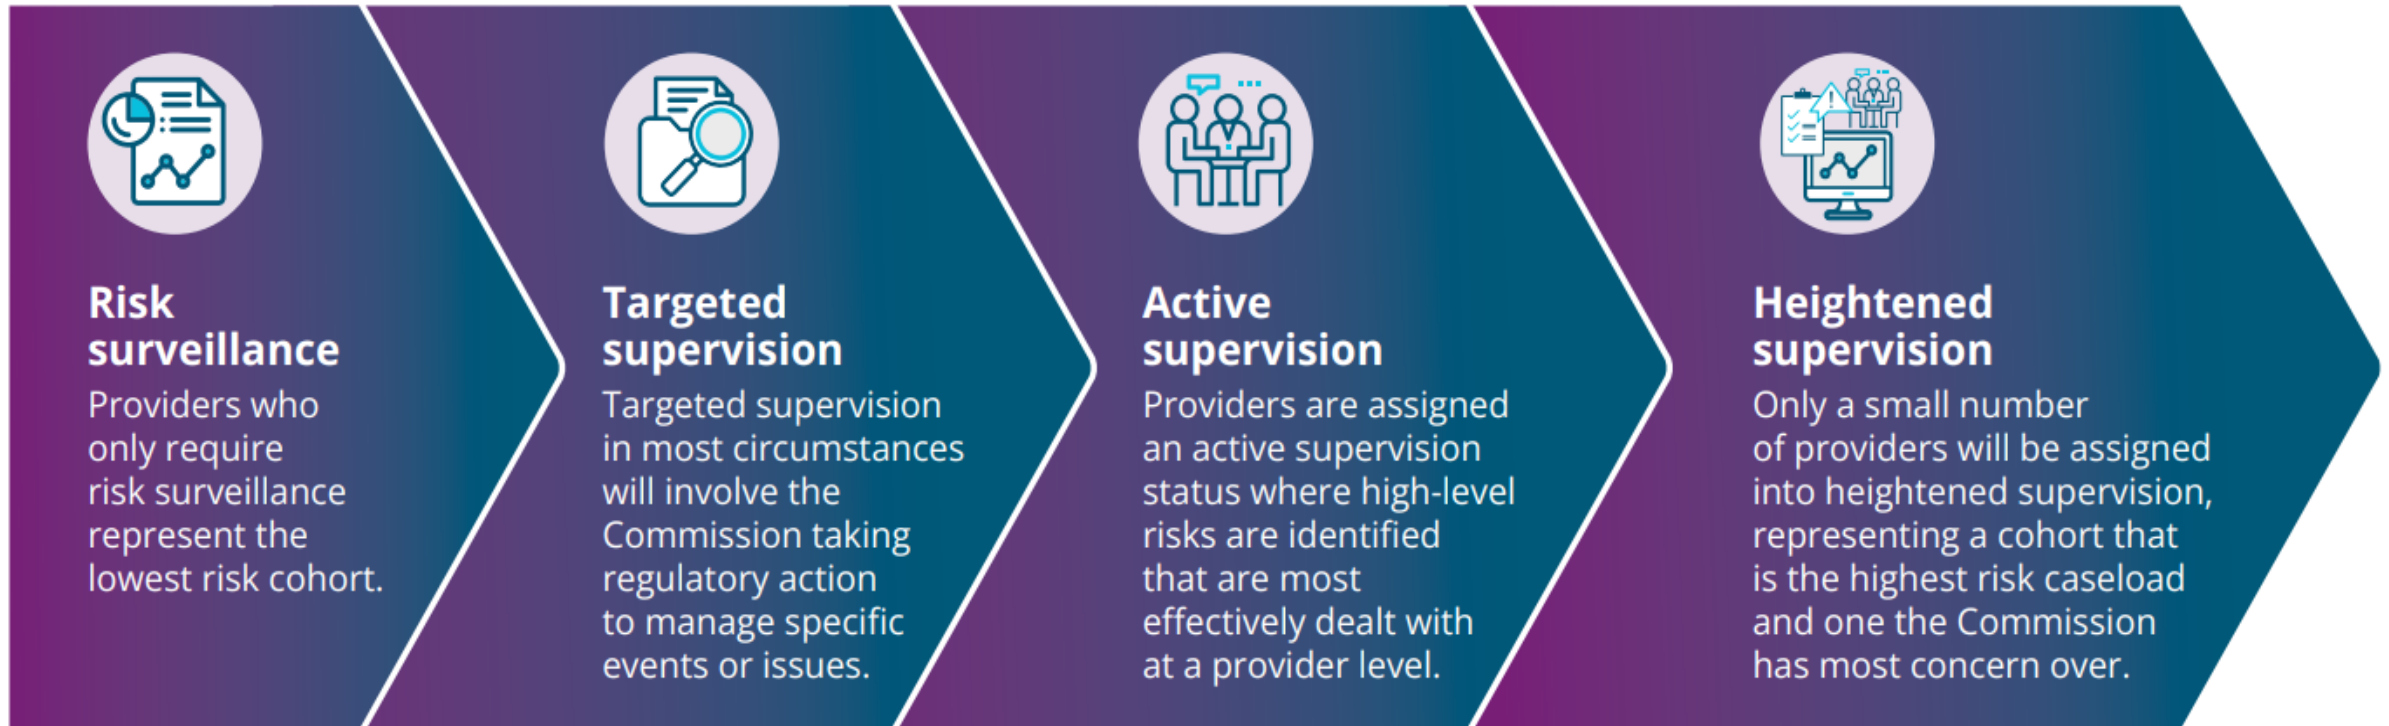 Risk
surveillance
Providers who
only require
risk surveillance
represent the
lowest risk cohort.
Targeted
supervision
Targeted supervision
in most circumstances
will involve the
Commission taking
regulatory action
to manage specific
events or issues.
Active
supervision
Providers are assigned
an active supervision
status where high-level
risks are identified
that are most
effectively dealt with
at a provider level.
Heightened
supervision
Only a small number
of providers will be assigned
into heightened supervision,
representing a cohort that
is the highest risk caseload
and one the Commission
has most concern over.